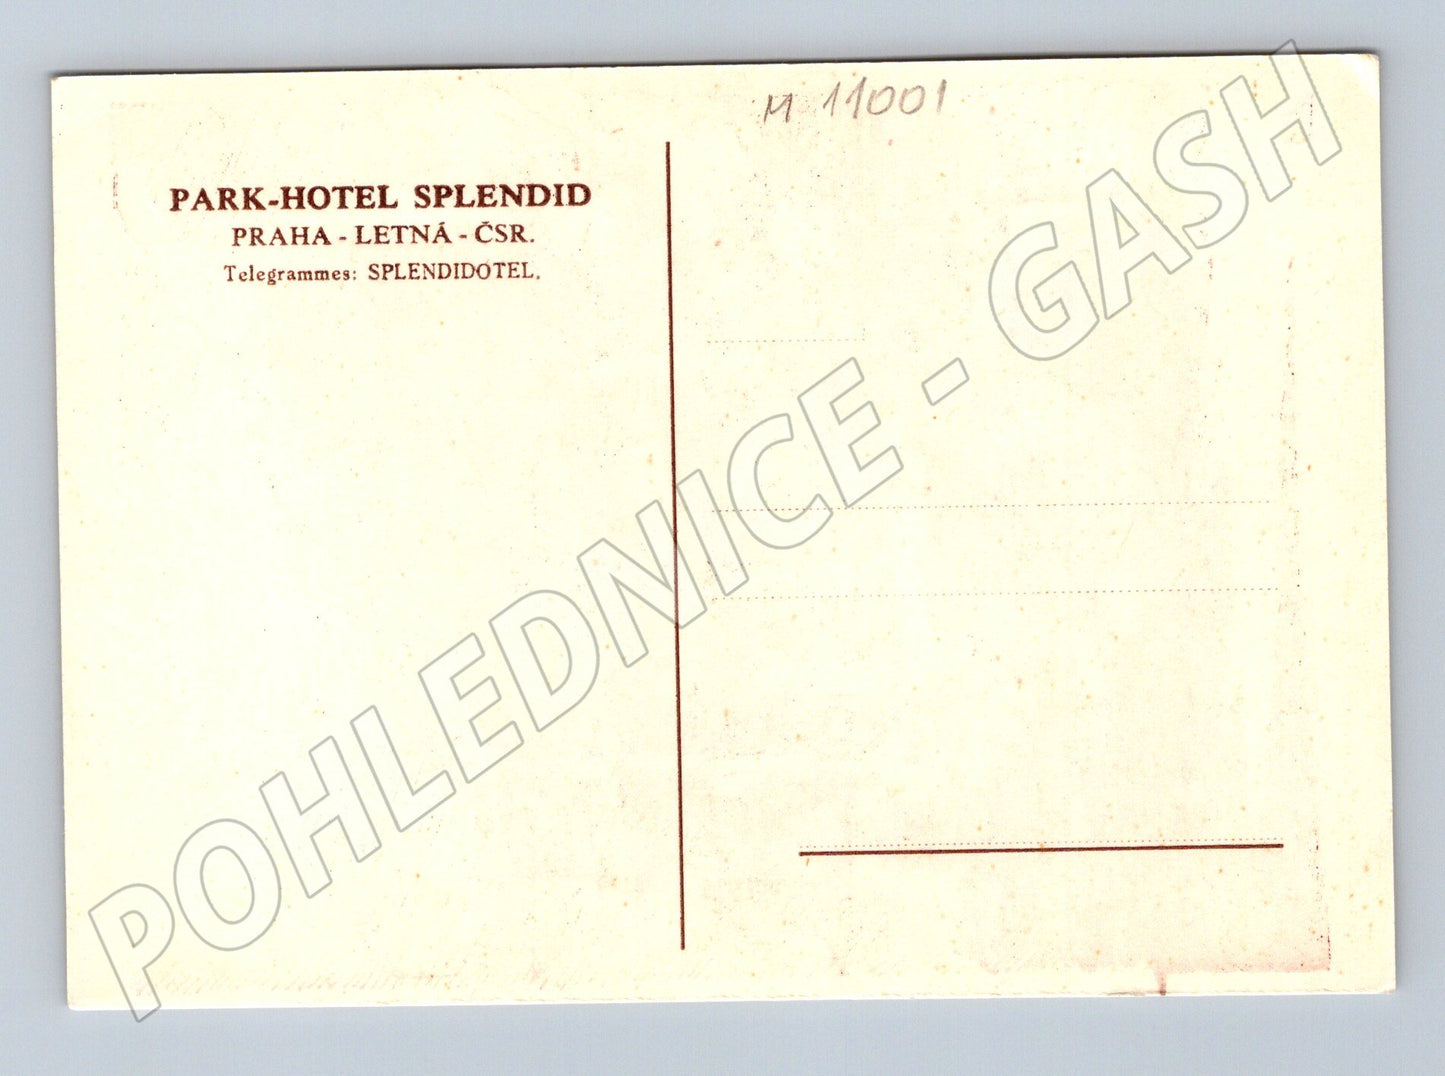 M 11001
PARK-HOTEL SPLENDID
PRAHA - LETNÁ - ČSR.
Telegrammes: SPLENDIDOTEL.
POHLEDNICE - GASH